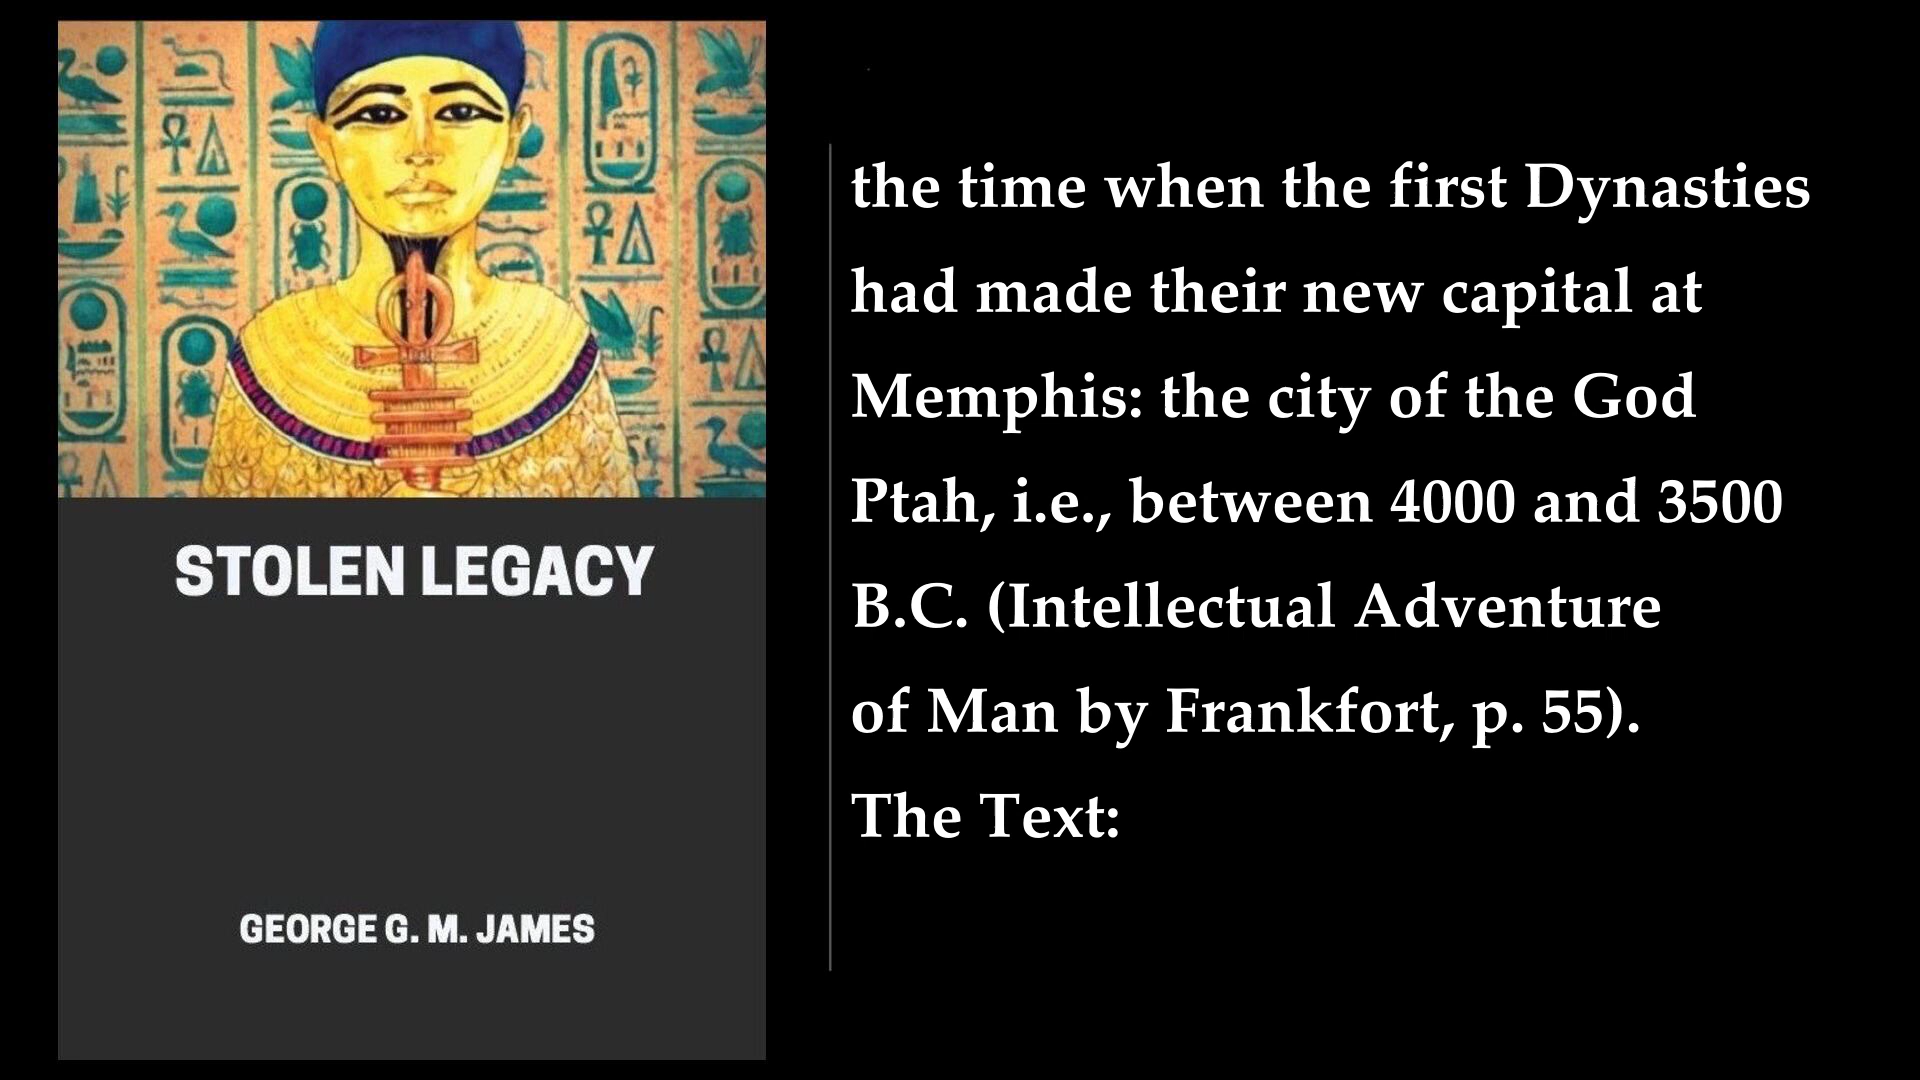 STOLEN LEGACY
GEORGE G. M. JAMES
the time when the first Dynasties
had made their new capital at
Memphis: the city of the God
Ptah, i.e., between 4000 and 3500
B.C. (Intellectual Adventure
of Man by Frankfort, p. 55).
The Text: